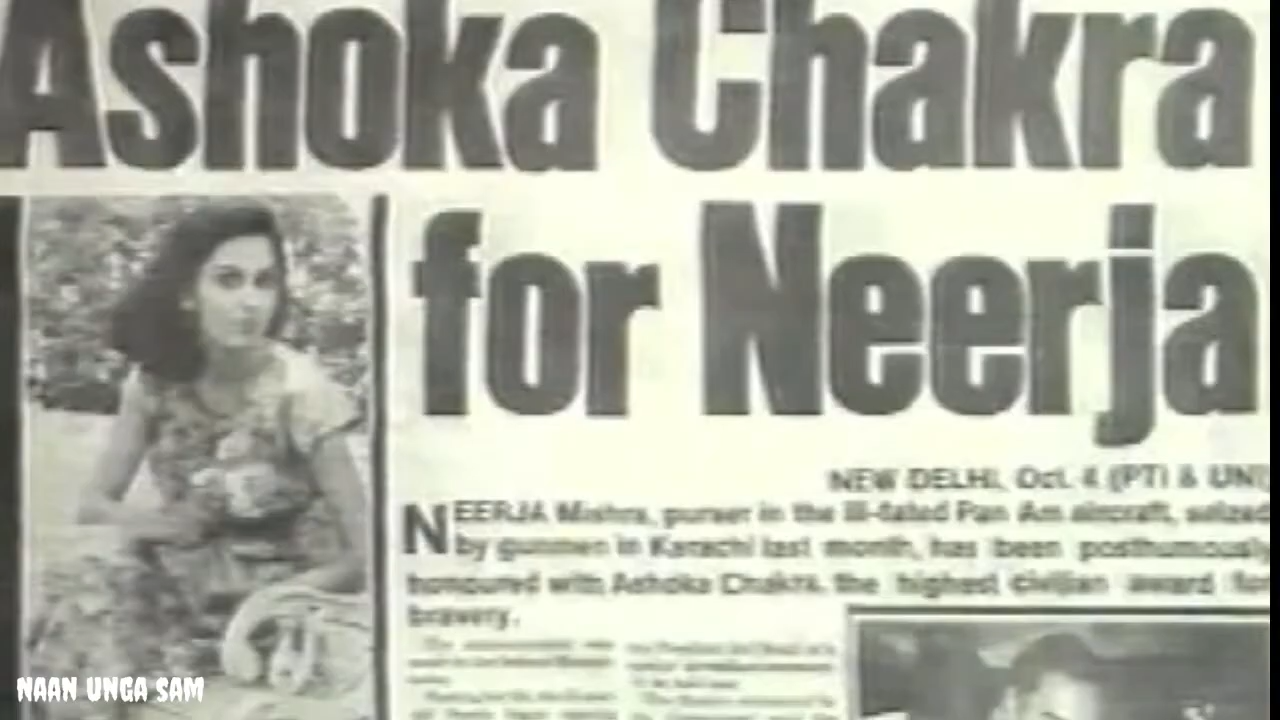 Ashoka Chakra
for Neerja
NEW DELHI, Oct. 4 (PTI & UNI)
NEERJA Mishra, purser in the ill-fated Pan Am aircraft, seized
by gunmen in Karachi last month, has been posthumously
honoured with Ashoka Chakra, the highest civilian award for
bravery.
NAAN UNGA SAM